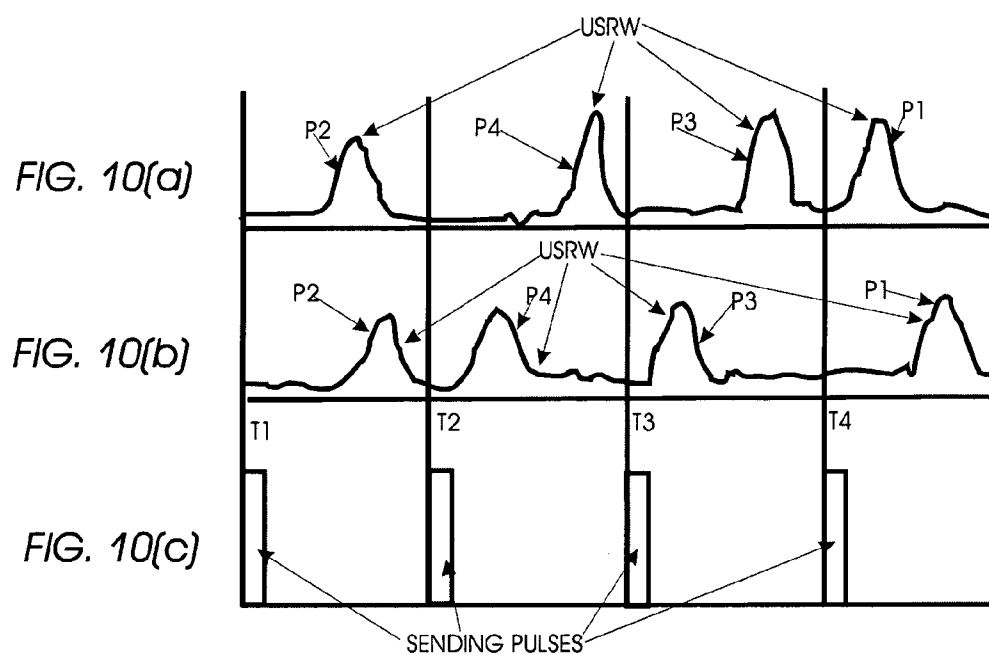 USRW
P2
P4
P3
P1
FIG. 10(a)
USRW
P2
P4
P3
P1
FIG. 10(b)
T1
T2
T3
T4
FIG. 10(c)
SENDING PULSES